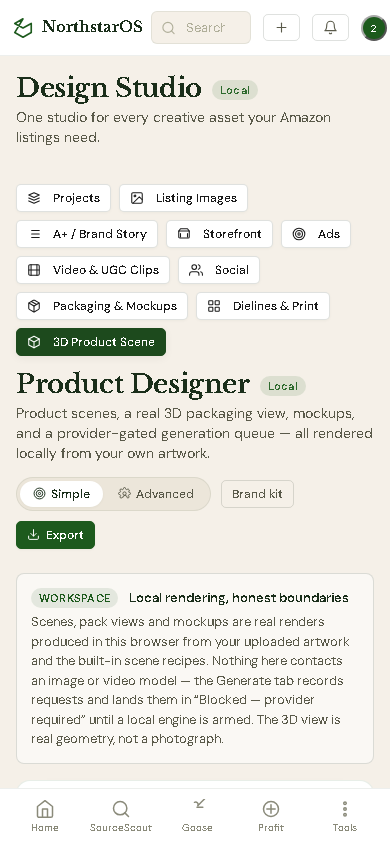 NorthstarOS
Search
2
Design Studio
Local
One studio for every creative asset your Amazon
listings need.
Projects
Listing Images
A+ / Brand Story
Storefront
Ads
Video & UGC Clips
Social
Packaging & Mockups
Dielines & Print
3D Product Scene
Product Designer
Local
Product scenes, a real 3D packaging view, mockups,
and a provider-gated generation queue — all rendered
locally from your own artwork.
Simple
Advanced
Brand kit
Export
WORKSPACE
Local rendering, honest boundaries
Scenes, pack views and mockups are real renders
produced in this browser from your uploaded artwork
and the built-in scene recipes. Nothing here contacts
an image or video model — the Generate tab records
requests and lands them in “Blocked — provider
required” until a local engine is armed. The 3D view is
real geometry, not a photograph.
Home
SourceScout
Goose
Profit
Tools